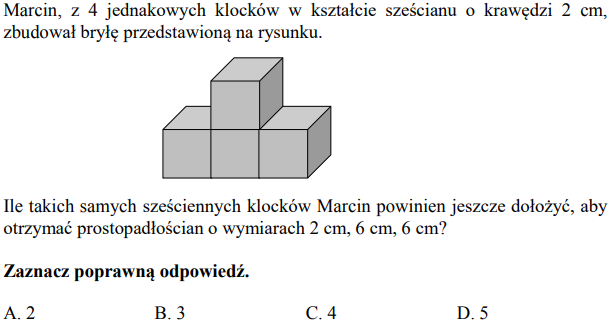 Marcin, z 4 jednakowych klocków w kształcie sześcianu o krawędzi 2 cm,
zbudował bryłę przedstawioną na rysunku.
Ile takich samych sześciennych klocków Marcin powinien jeszcze dołożyć, aby
otrzymać prostopadłościan o wymiarach 2 cm, 6 cm, 6 cm?
Zaznacz poprawną odpowiedź.
A. 2 B. 3 C. 4 D. 5